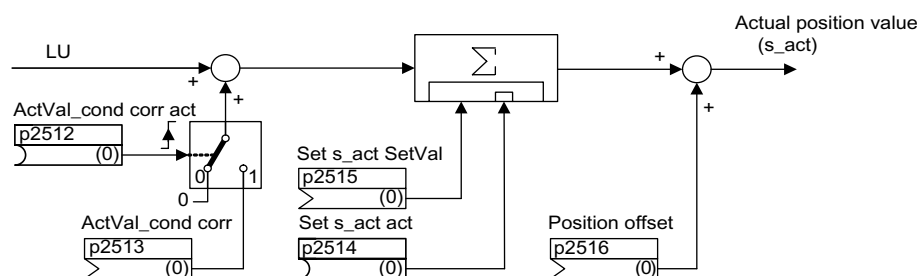 Actual position value
(s_act)
LU
+
+
+
+
Σ
ActVal_cond corr act
p2512
(0)
0
1
0
Set s_act SetVal
p2515
(0)
ActVal_cond corr
p2513
(0)
Set s_act act
p2514
(0)
Position offset
p2516
(0)